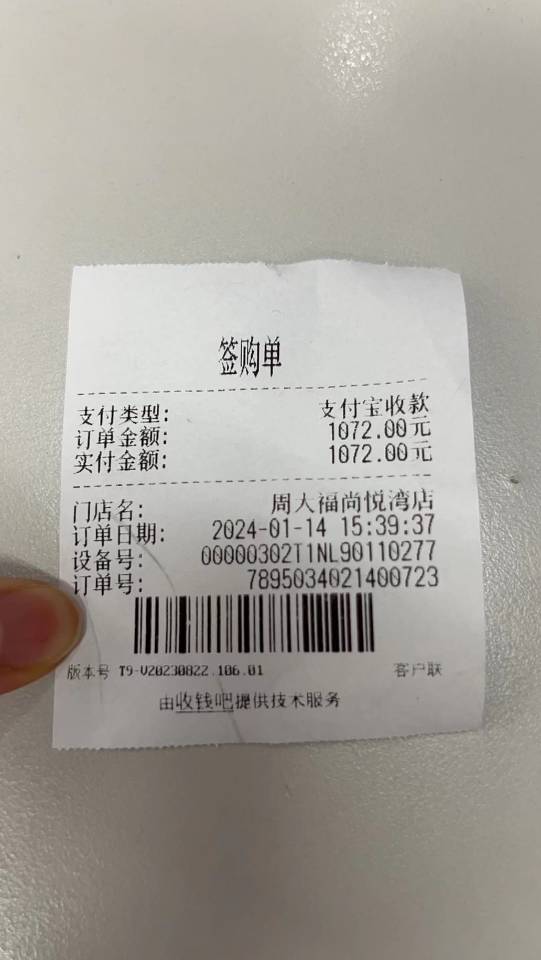 签购单
支付类型: 支付宝收款
订单金额: 1072.00元
实付金额: 1072.00元
门店名: 周大福尚悦湾店
订单日期: 2024-01-14 15:39:37
设备号: 00000302T1NL90110277
订单号: 7895034021400723
版本号 T9-V20230822.106.01 客户联
由收钱吧提供技术服务